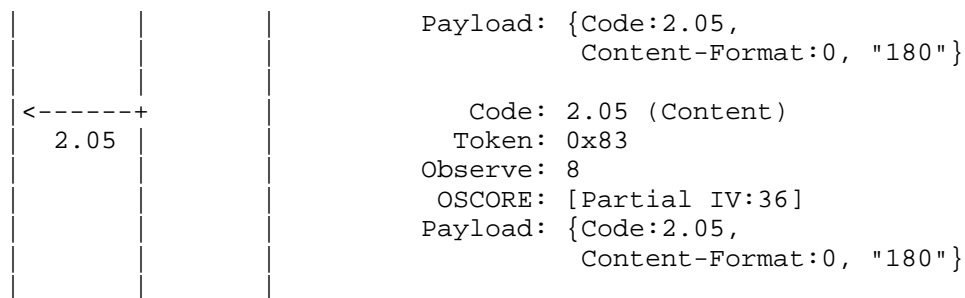 |      |       |         Payload: {Code:2.05,
|      |       |                   Content-Format:0, "180"}
|      |       |
|<------+       |            Code: 2.05 (Content)
|  2.05 |       |           Token: 0x83
|      |       |         Observe: 8
|      |       |          OSCORE: [Partial IV:36]
|      |       |         Payload: {Code:2.05,
|      |       |                   Content-Format:0, "180"}
|      |       |